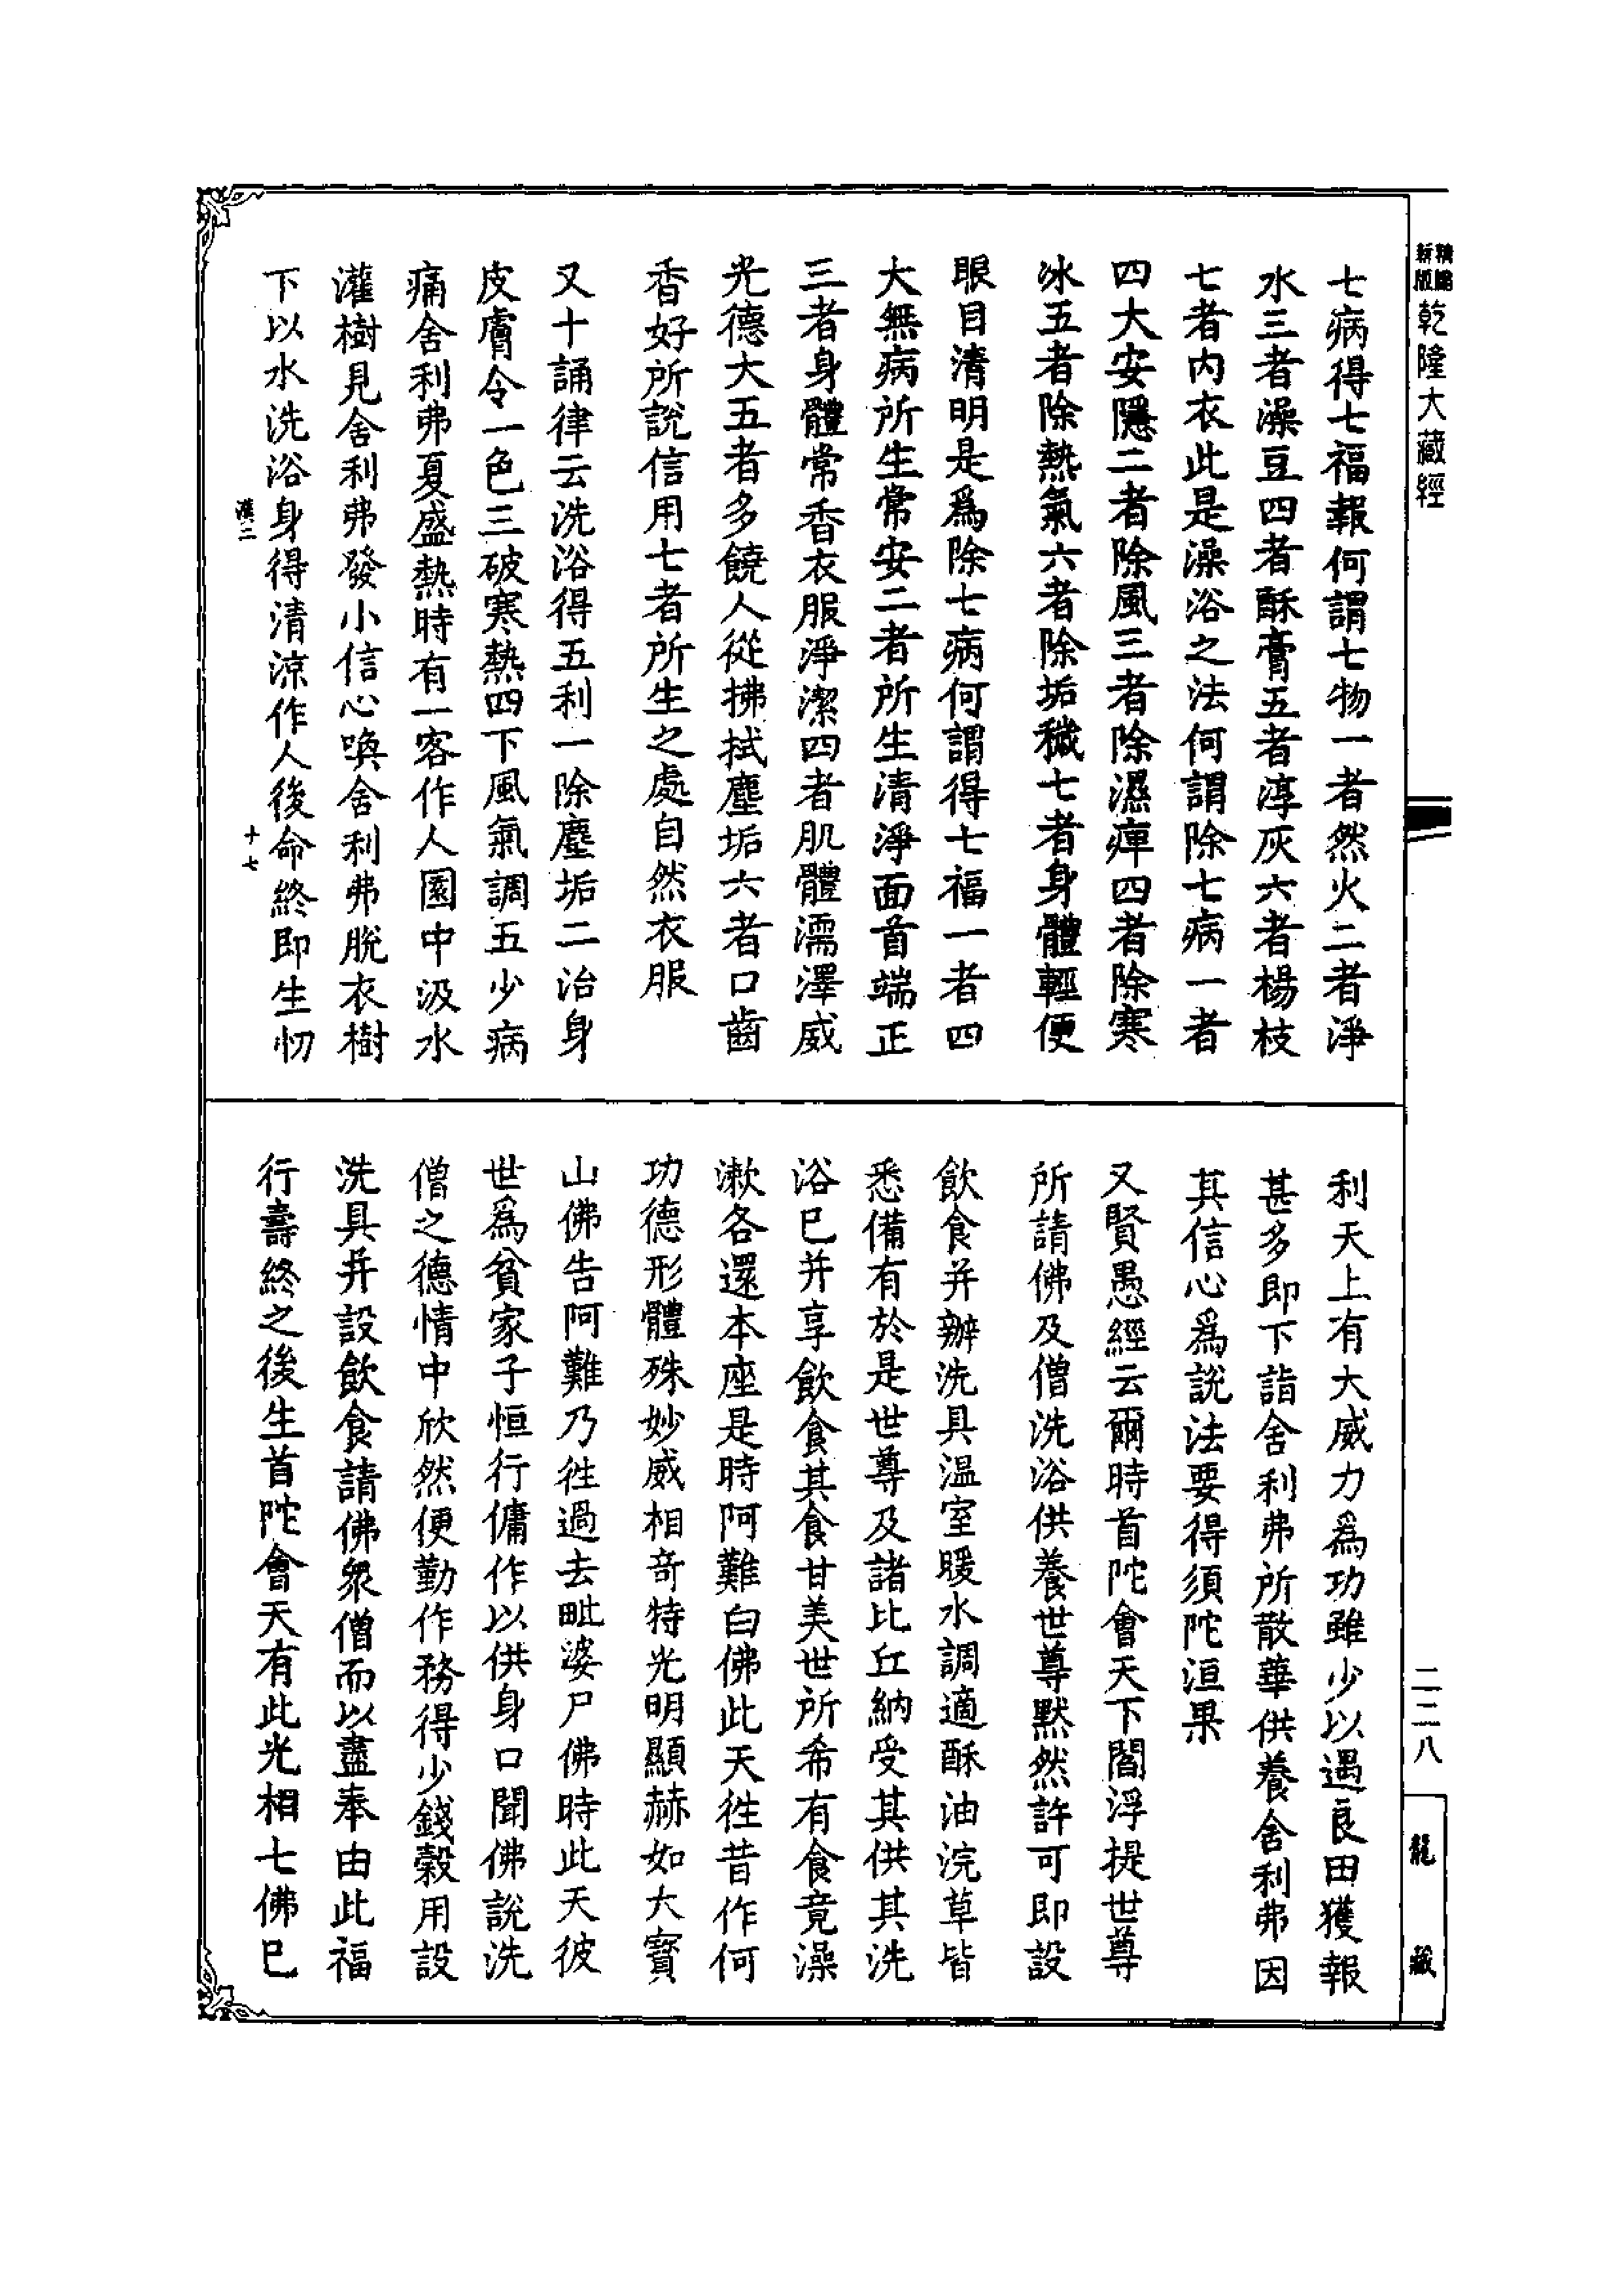 乾隆大藏經
七病得七福報何謂七物一者然火二者淨
水三者澡豆四者酥膏五者淳灰六者楊枝
七者內衣此是澡浴之法何謂除七病一者
四大安隱二者除風三者除濕痺四者除寒
冰五者除熱氣六者除垢穢七者身體輕便
眼目清明是爲除七病何謂得七福一者四
大無病所生常安二者所生清淨面首端正
三者身體常香衣服淨潔四者肌體濡澤威
光德大五者多饒人從拂拭塵垢六者口齒
香好所說信用七者所生之處自然衣服
又十誦律云洗浴得五利一除塵垢二治身
皮膚令一色三破寒熱四下風氣調五少病
痛舍利弗夏盛熱時有一客作人園中汲水
灌樹見舍利弗發小信心喚舍利弗脫衣樹
下以水洗浴身得清涼作人後命終即生忉
漢二
十七
利天上有大威力爲功雖少以遇良田獲報
甚多即下詣舍利弗所散華供養舍利弗因
其信心爲說法要得須陀洹果
又賢愚經云爾時首陀會天下閻浮提世尊
所請佛及僧洗浴供養世尊默然許可即設
飲食并辦洗具溫室暖水調適酥油浣草皆
悉備有於是世尊及諸比丘納受其供其洗
浴已并享飲食其食甘美世所希有食竟澡
漱各還本座是時阿難白佛此天徃昔作何
功德形體殊妙威相奇特光明顯赫如大寶
山佛告阿難乃徃過去毗婆尸佛時此天彼
世爲貧家子恒行傭作以供身口聞佛說洗
僧之德情中欣然便勤作務得少錢穀用設
洗具并設飲食請佛眾僧而以盡奉由此福
行壽終之後生首陀會天有此光相七佛已
二二八
龍藏